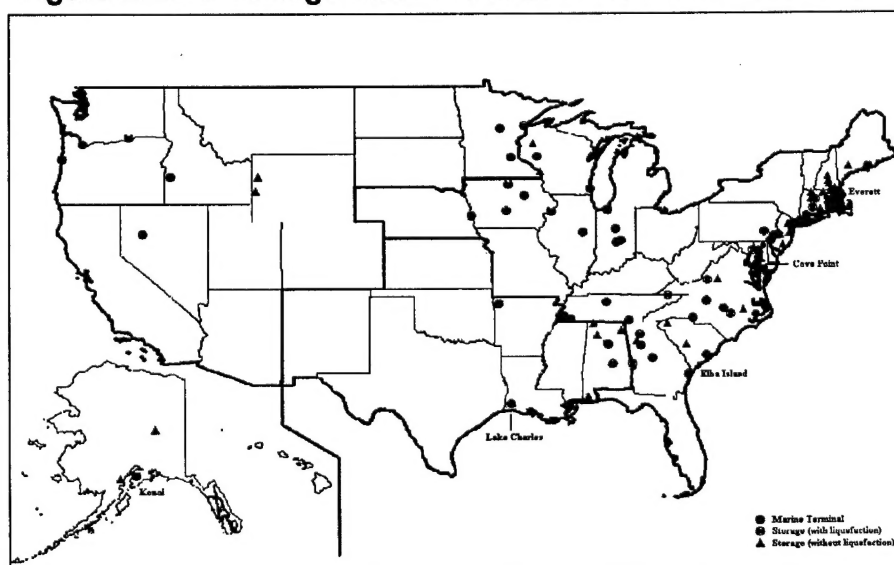 Everett
Cove Point
Elba Island
Lake Charles
Kenai
Marine Terminal
Storage (with liquefaction)
Storage (without liquefaction)